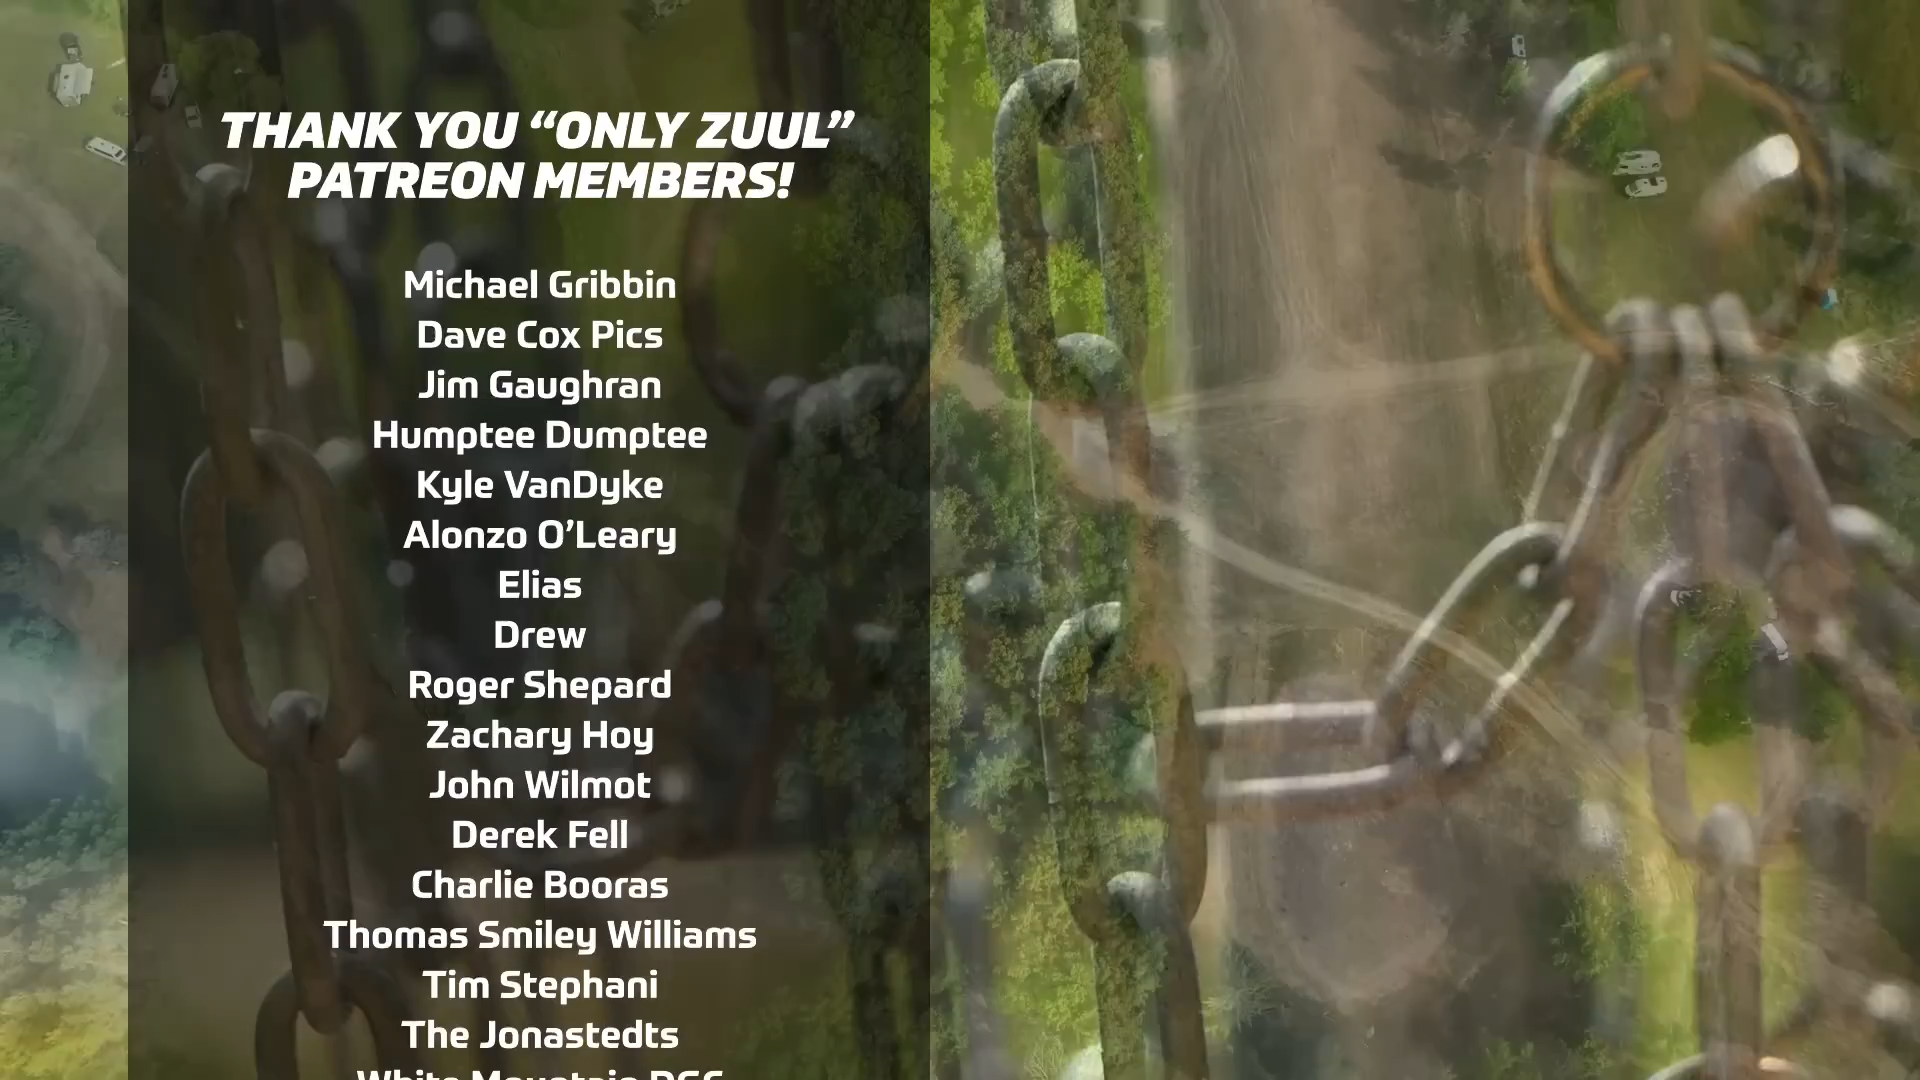 THANK YOU “ONLY ZUUL”
PATREON MEMBERS!
Michael Gribbin
Dave Cox Pics
Jim Gaughran
Humptee Dumptee
Kyle VanDyke
Alonzo O’Leary
Elias
Drew
Roger Shepard
Zachary Hoy
John Wilmot
Derek Fell
Charlie Booras
Thomas Smiley Williams
Tim Stephani
The Jonastedts
White Mountain